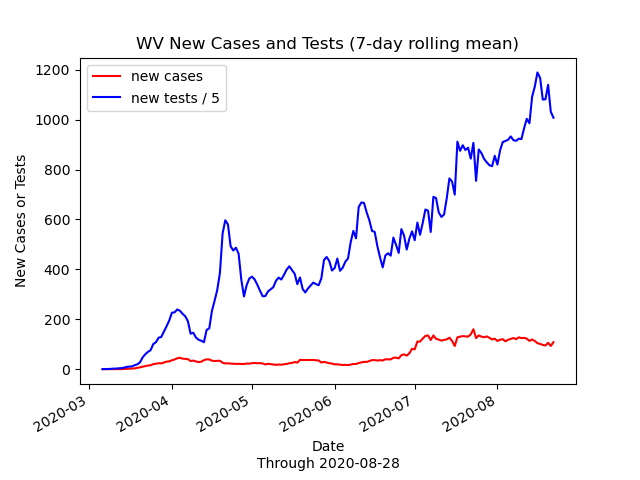 WV New Cases and Tests (7-day rolling mean)
new cases
new tests / 5
1200
1000
800
600
400
200
0
New Cases or Tests
2020-03
2020-04
2020-05
2020-06
2020-07
2020-08
Date
Through 2020-08-28